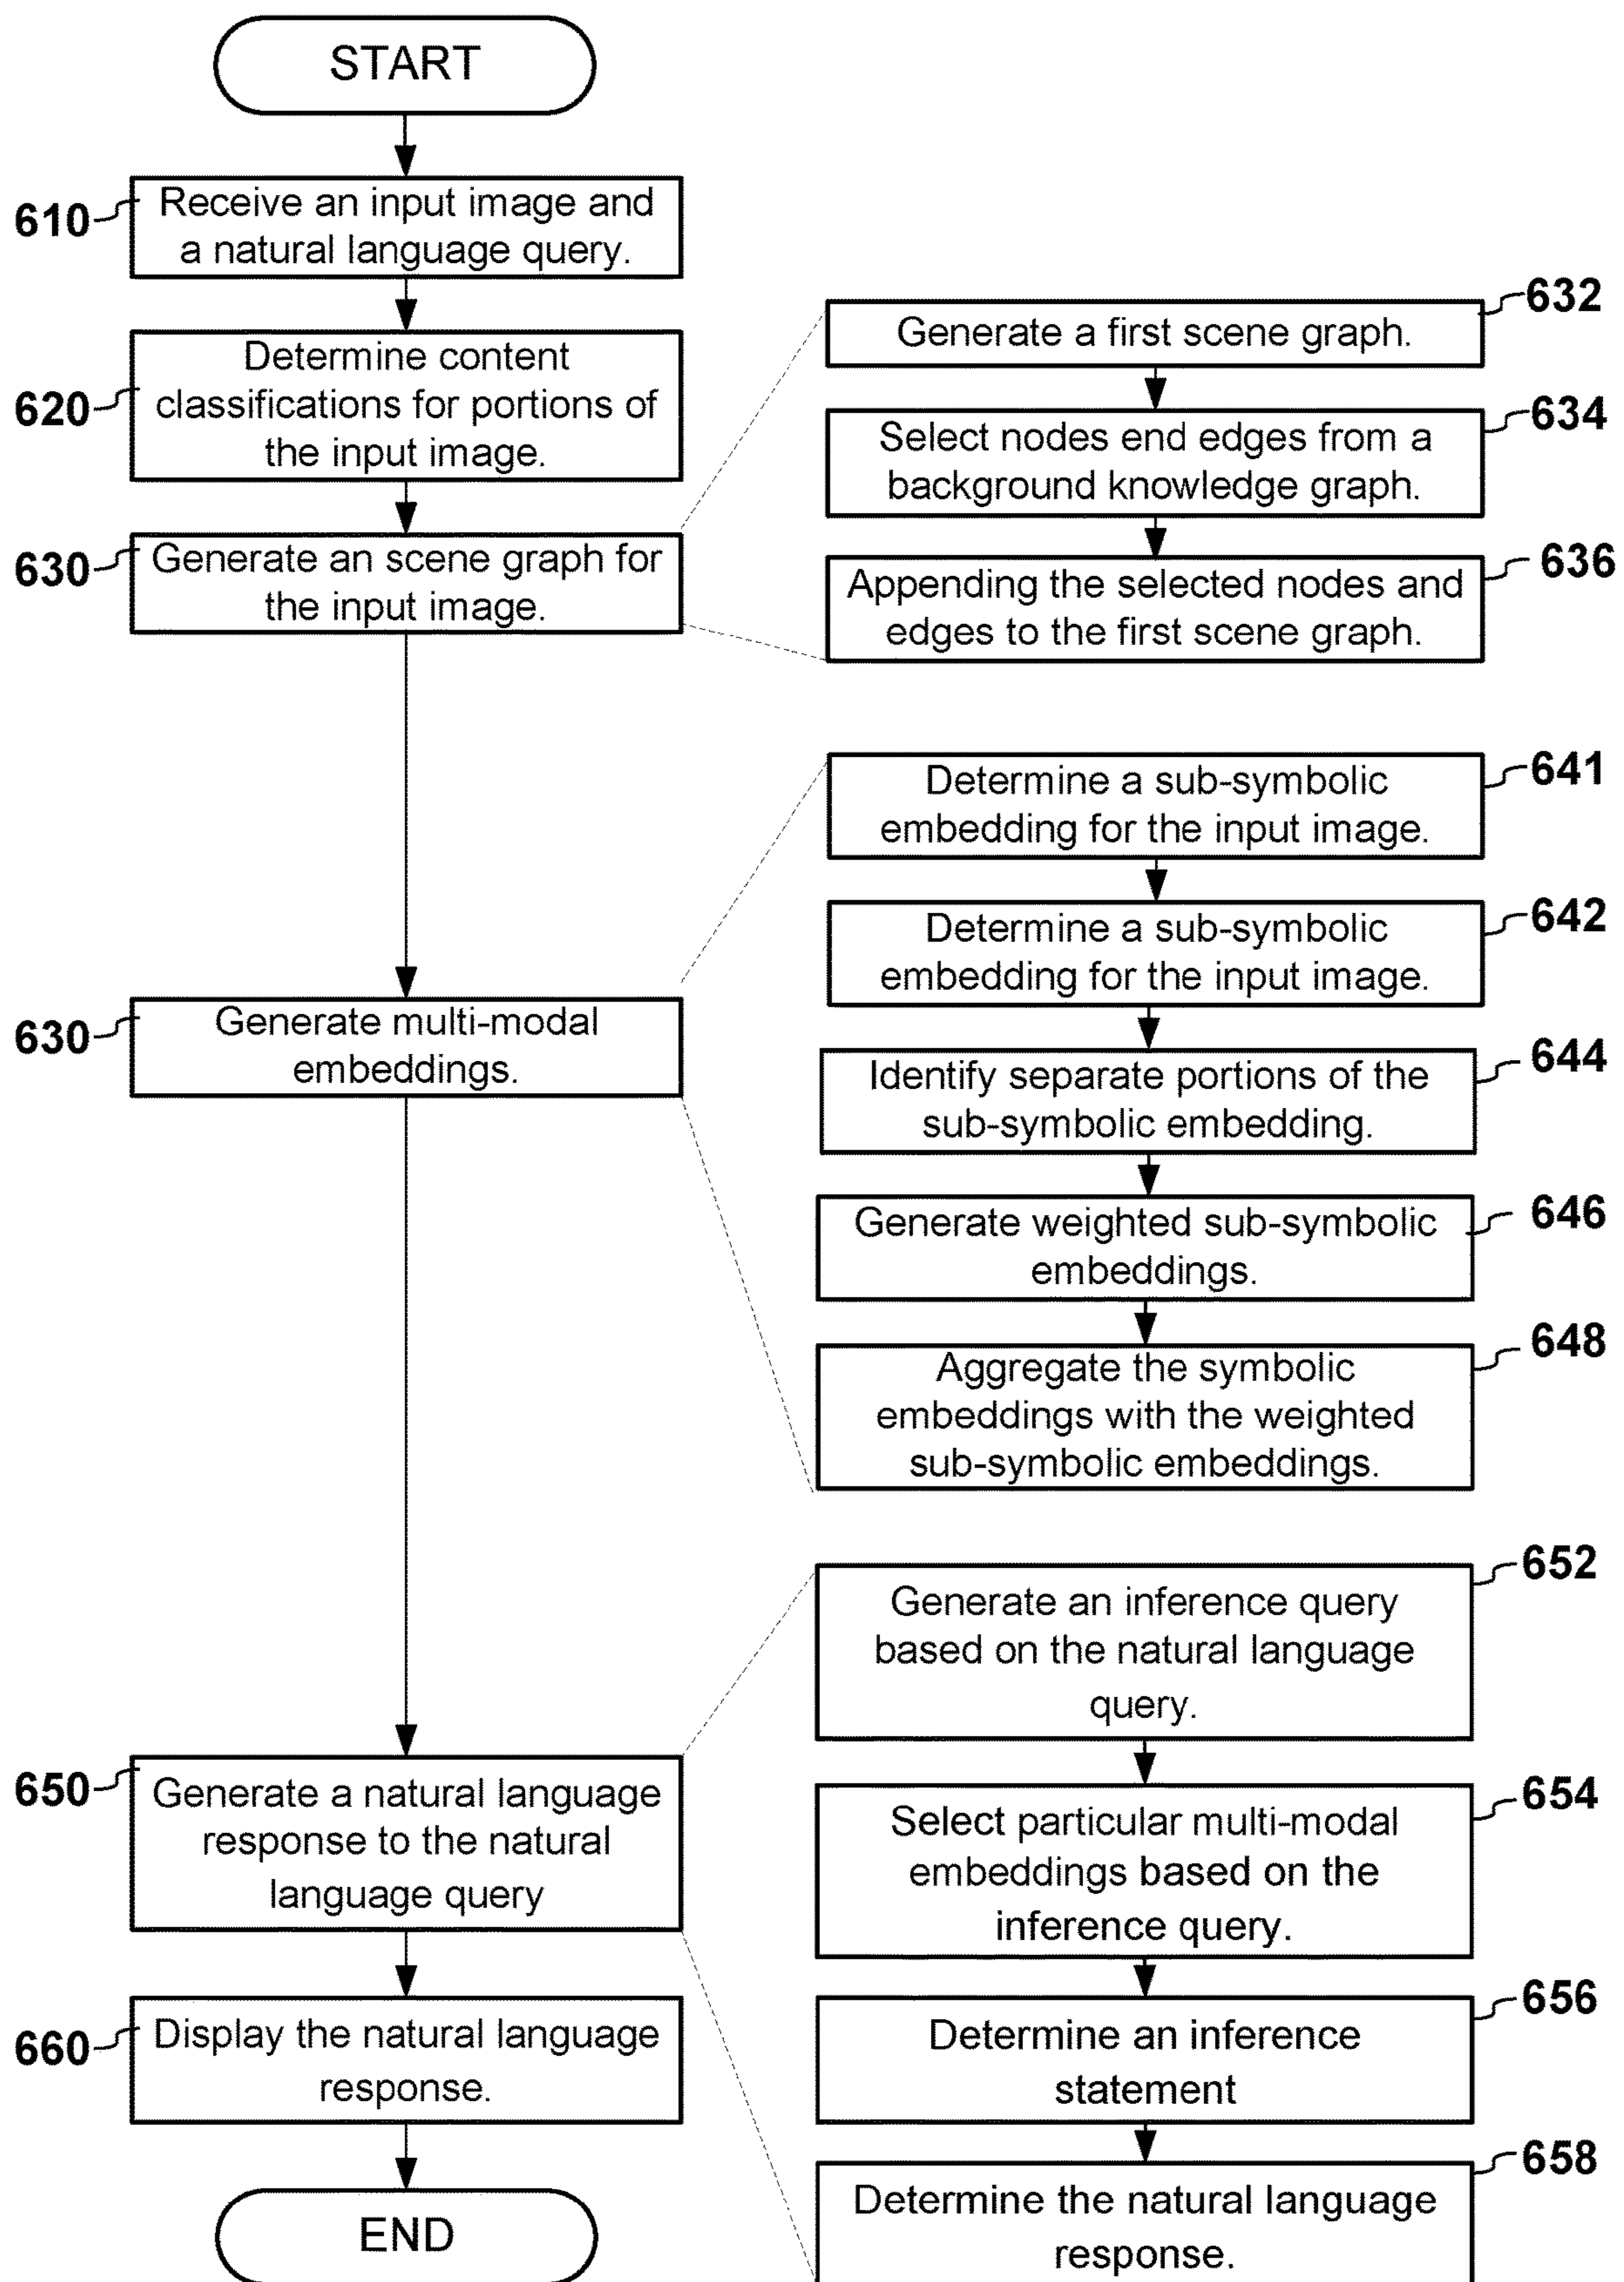 START
610
Receive an input image and
a natural language query.
620
Determine content
classifications for portions of
the input image.
630
Generate an scene graph for
the input image.
632
Generate a first scene graph.
634
Select nodes end edges from a
background knowledge graph.
636
Appending the selected nodes and
edges to the first scene graph.
630
Generate multi-modal
embeddings.
641
Determine a sub-symbolic
embedding for the input image.
642
Determine a sub-symbolic
embedding for the input image.
644
Identify separate portions of the
sub-symbolic embedding.
646
Generate weighted sub-symbolic
embeddings.
648
Aggregate the symbolic
embeddings with the weighted
sub-symbolic embeddings.
650
Generate a natural language
response to the natural
language query
652
Generate an inference query
based on the natural language
query.
654
Select particular multi-modal
embeddings based on the
inference query.
656
Determine an inference
statement
658
Determine the natural language
response.
660
Display the natural language
response.
END